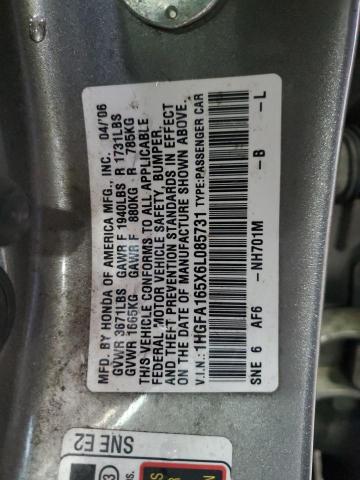 MFD. BY HONDA OF AMERICA MFG., INC. 04/'06
GVWR 3671LBS GAWR F 1940LBS R 1731LBS
GVWR 1665KG GAWR F 880KG R 785KG
THIS VEHICLE CONFORMS TO ALL APPLICABLE
FEDERAL MOTOR VEHICLE SAFETY, BUMPER,
AND THEFT PREVENTION STANDARDS IN EFFECT
ON THE DATE OF MANUFACTURE SHOWN ABOVE.
V.I.N.: 1HGFA165X6L085731 TYPE:PASSENGER CAR
SNE 6 AF6 -NH701M -B -L
SNE E2